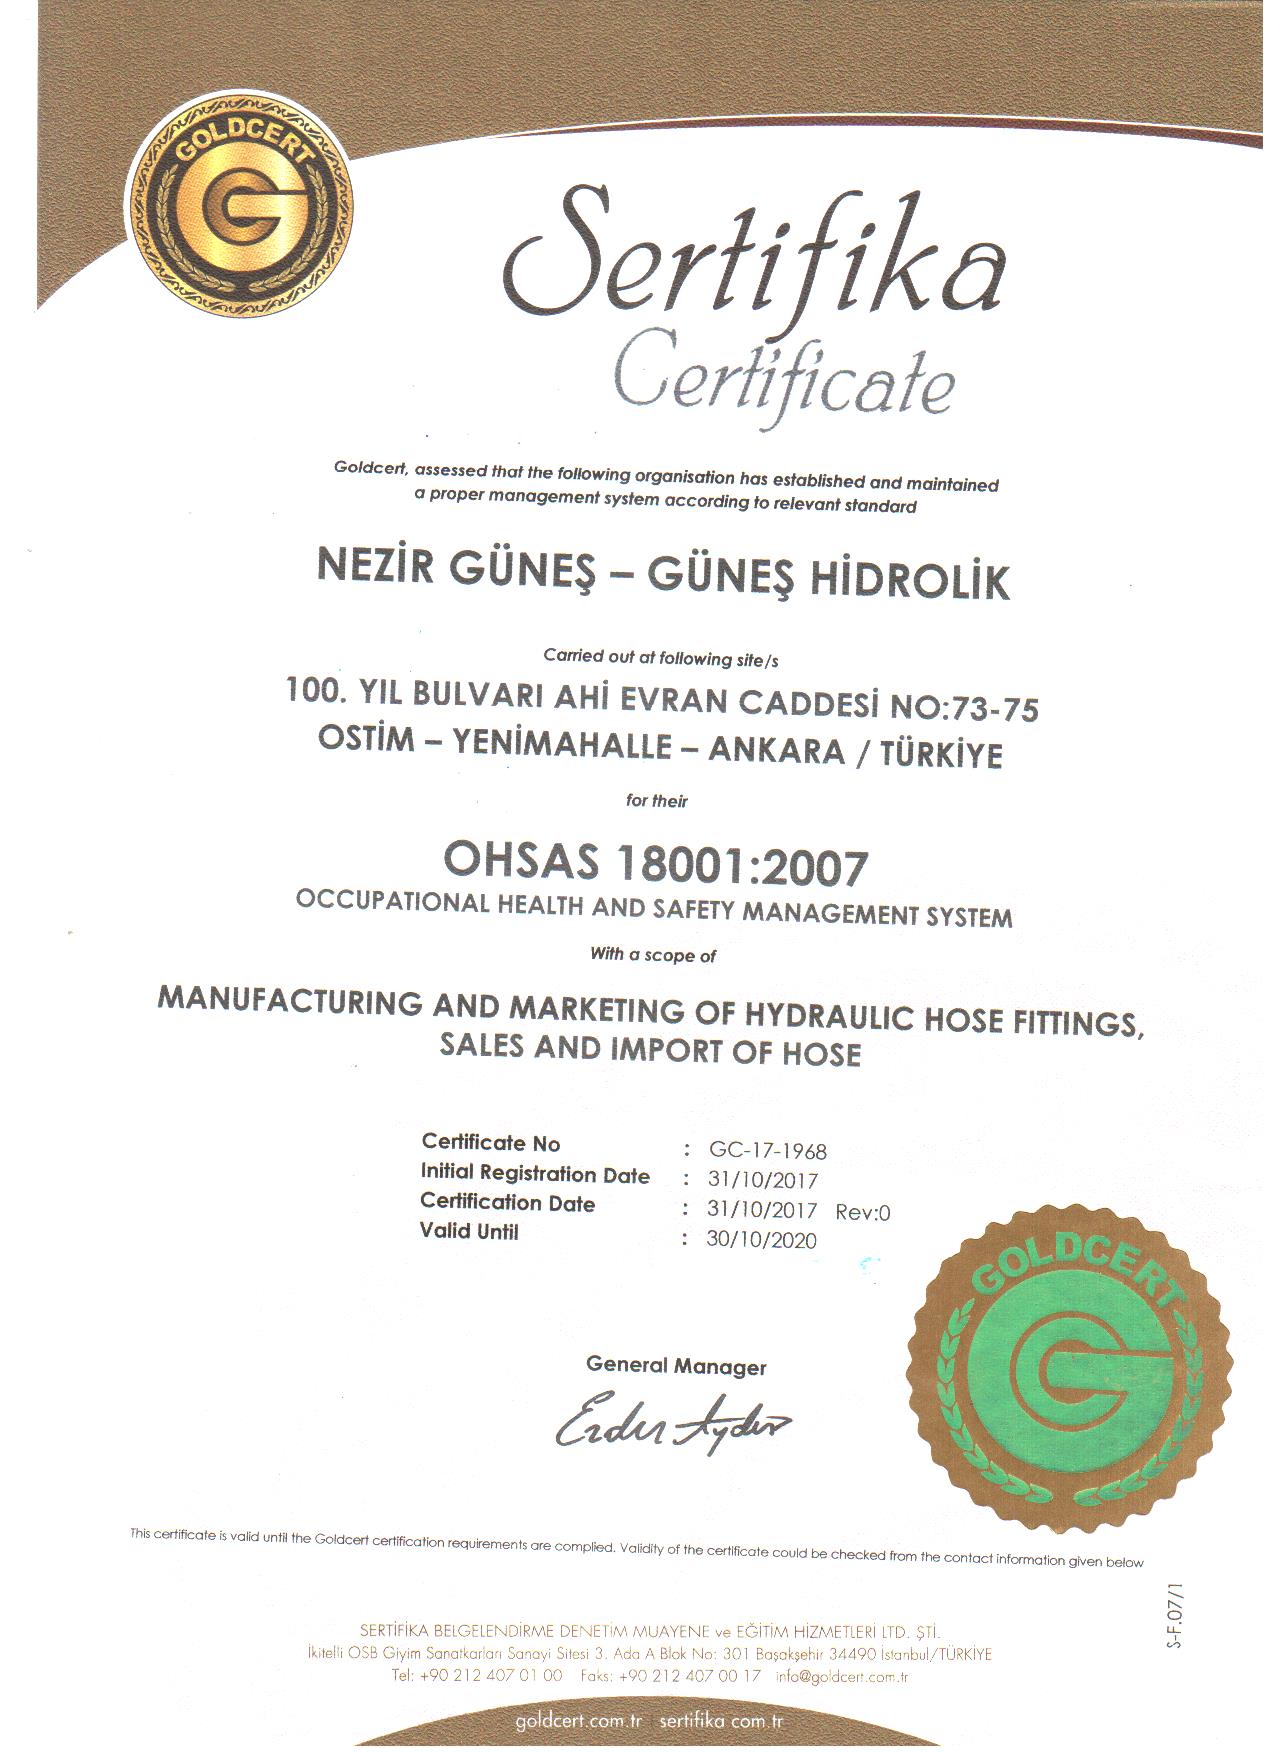 GOLDCERT
Sertifika
Certificate
Goldcert, assessed that the following organisation has established and maintained
a proper management system according to relevant standard
NEZİR GÜNEŞ – GÜNEŞ HİDROLİK
Carried out at following site/s
100. YIL BULVARI AHİ EVRAN CADDESİ NO:73-75
OSTİM – YENİMAHALLE – ANKARA / TÜRKİYE
for their
OHSAS 18001:2007
OCCUPATIONAL HEALTH AND SAFETY MANAGEMENT SYSTEM
With a scope of
MANUFACTURING AND MARKETING OF HYDRAULIC HOSE FITTINGS,
SALES AND IMPORT OF HOSE
Certificate No : GC-17-1968
Initial Registration Date : 31/10/2017
Certification Date : 31/10/2017 Rev:0
Valid Until : 30/10/2020
GOLDCERT
General Manager
This certificate is valid until the Goldcert certification requirements are complied. Validity of the certificate could be checked from the contact information given below
S-F.07/1
SERTİFİKA BELGELENDİRME DENETİM MUAYENE ve EĞİTİM HİZMETLERİ LTD. ŞTİ.
İkitelli OSB Giyim Sanatkarları Sanayi Sitesi 3. Ada A Blok No: 301 Başakşehir 34490 İstanbul/TÜRKİYE
Tel: +90 212 407 01 00 Faks: +90 212 407 00 17 info@goldcert.com.tr
goldcert.com.tr sertifika com.tr